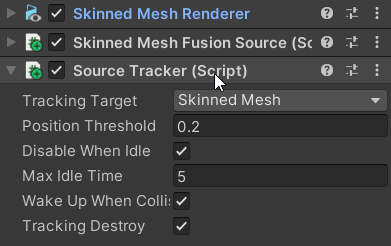 Skinned Mesh Renderer
Skinned Mesh Fusion Source (Sc
Source Tracker (Script)
Tracking Target Skinned Mesh
Position Threshold 0.2
Disable When Idle
Max Idle Time 5
Wake Up When Collis
Tracking Destroy